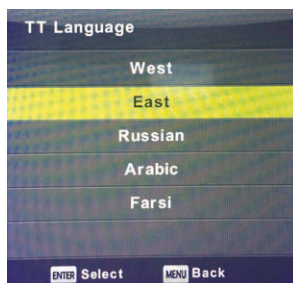 TT Language
West
East
Russian
Arabic
Farsi
ENTER Select MENU Back